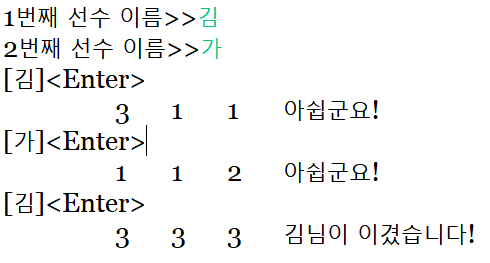 1번째 선수 이름>>김
2번째 선수 이름>>가
[김]<Enter>
3 1 1 아쉽군요!
[가]<Enter>
1 1 2 아쉽군요!
[김]<Enter>
3 3 3 김님이 이겼습니다!